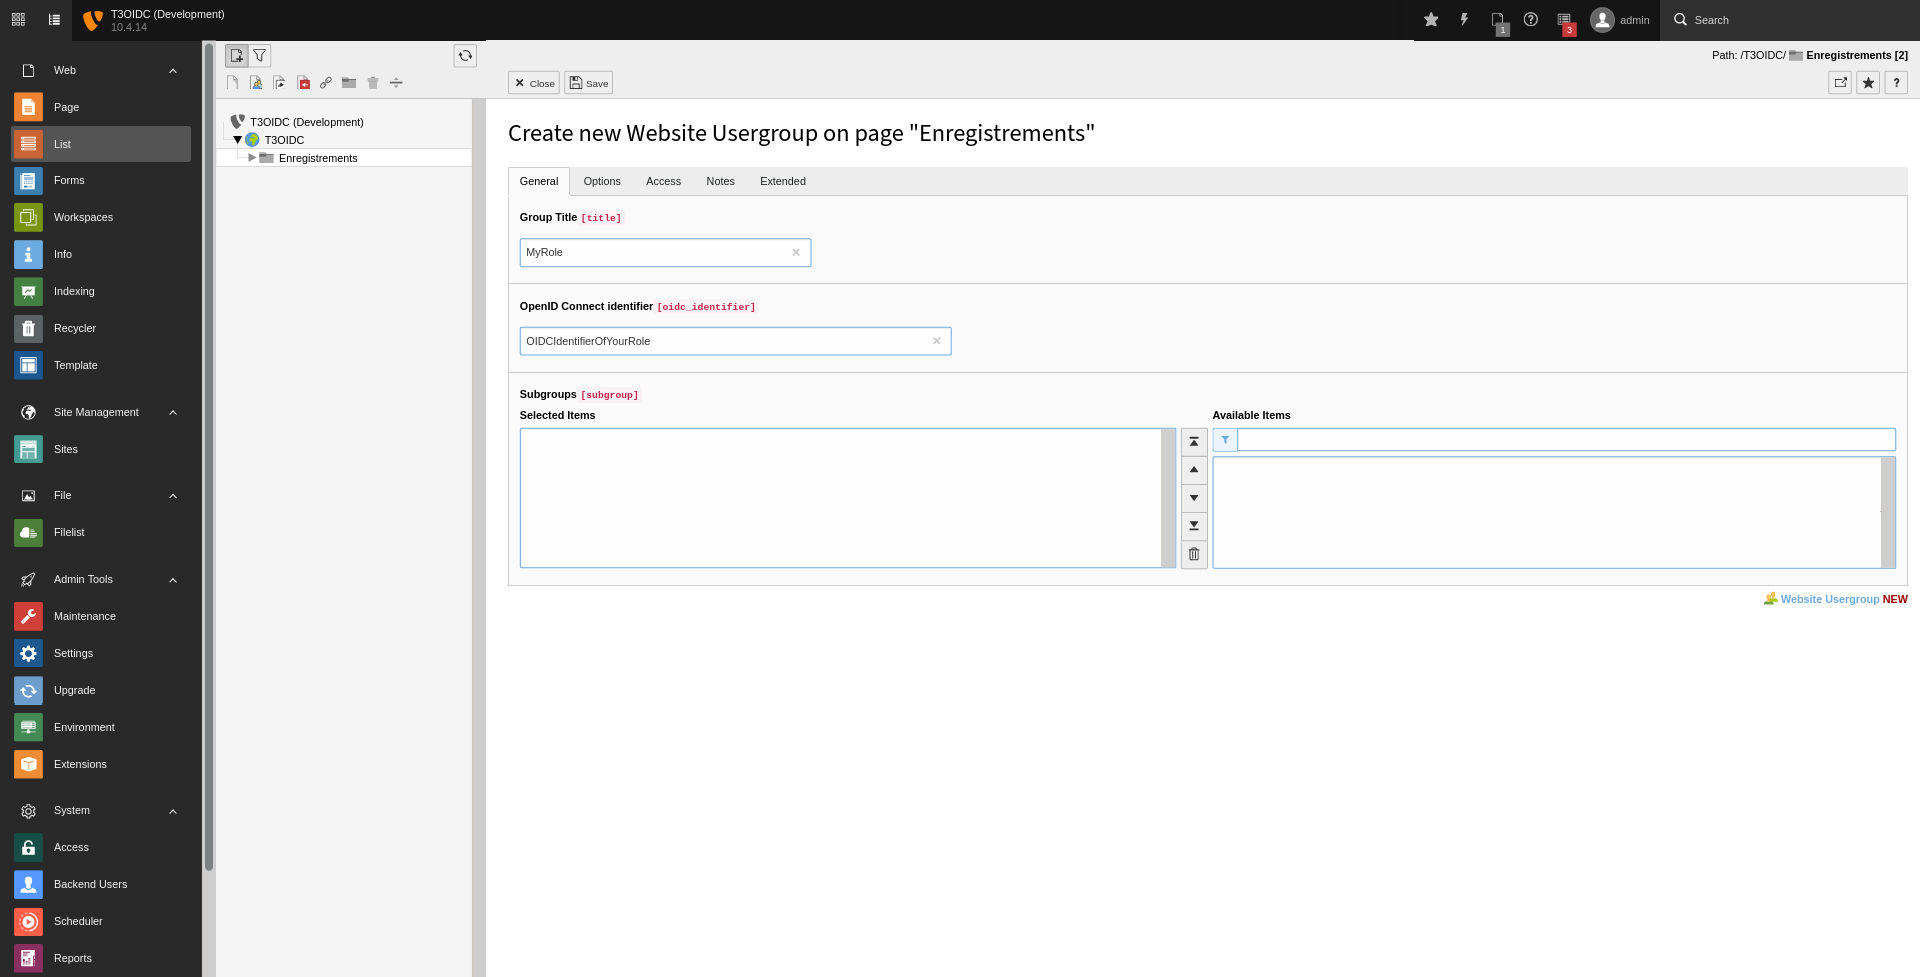 T3OIDC (Development)
10.4.14
1
3
admin
Search
Web
Page
List
Forms
Workspaces
Info
Indexing
Recycler
Template
Site Management
Sites
File
Filelist
Admin Tools
Maintenance
Settings
Upgrade
Environment
Extensions
System
Access
Backend Users
Scheduler
Reports
T3OIDC (Development)
T3OIDC
Enregistrements
Path: /T3OIDC/ Enregistrements [2]
Close
Save
?
Create new Website Usergroup on page "Enregistrements"
General Options Access Notes Extended
Group Title [title]
MyRole
OpenID Connect identifier [oidc_identifier]
OIDCIdentifierOfYourRole
Subgroups [subgroup]
Selected Items
Available Items
Website Usergroup NEW